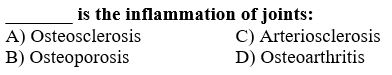 ________ is the inflammation of joints:
A) Osteosclerosis C) Arteriosclerosis
B) Osteoporosis D) Osteoarthritis